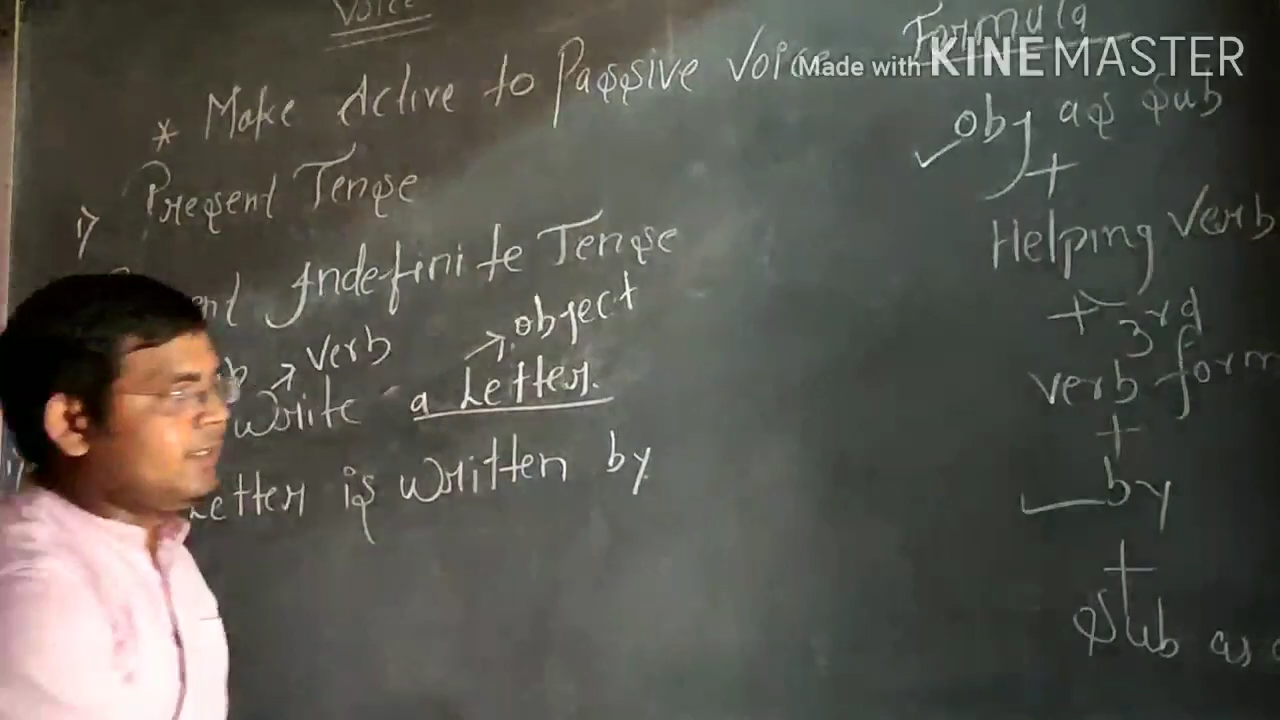 Voice
* Make Active to Passive Voice
1) Present Tense
Indefinite Tense
verb
object
write a Letter.
Letter is written by
Formula
Made with KINEMASTER
obj as sub
+
Helping Verb
+
3rd
verb form
+
by
+
Sub as